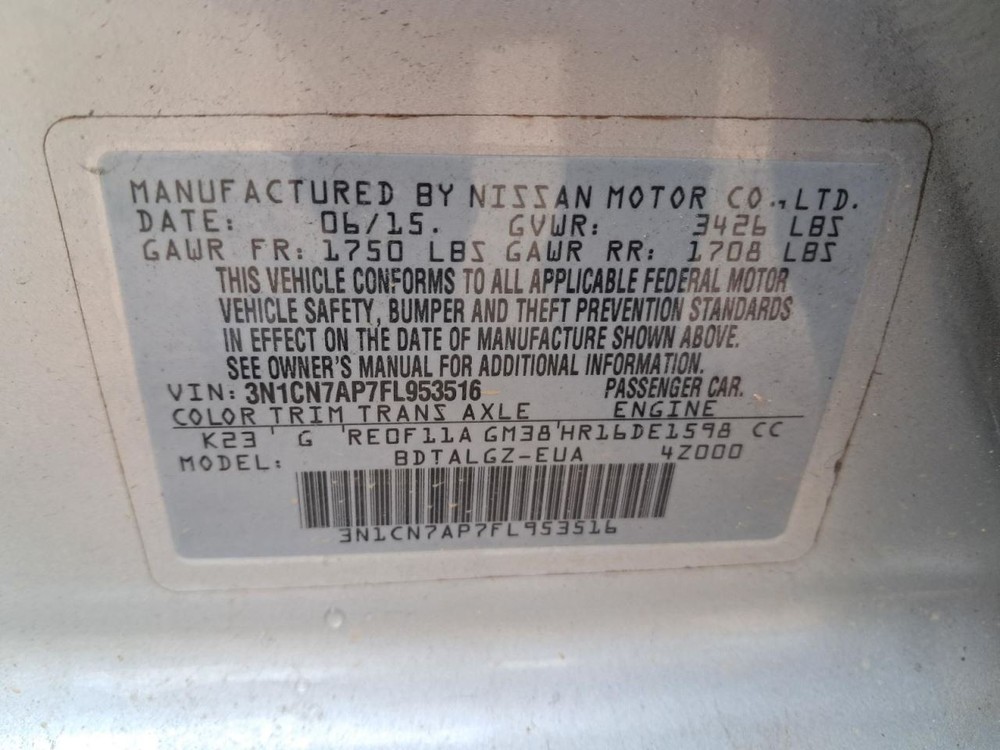 MANUFACTURED BY NISSAN MOTOR CO.,LTD.
DATE: 06/15. GVWR: 3426 LBS
GAWR FR: 1750 LBS GAWR RR: 1708 LBS
THIS VEHICLE CONFORMS TO ALL APPLICABLE FEDERAL MOTOR
VEHICLE SAFETY, BUMPER AND THEFT PREVENTION STANDARDS
IN EFFECT ON THE DATE OF MANUFACTURE SHOWN ABOVE.
SEE OWNER'S MANUAL FOR ADDITIONAL INFORMATION.
VIN: 3N1CN7AP7FL953516 PASSENGER CAR.
COLOR TRIM TRANS AXLE ENGINE
K23 G RE0F11A GM38 HR16DE1598 CC
MODEL: BDTALGZ-EUA 4Z000
3N1CN7AP7FL953516